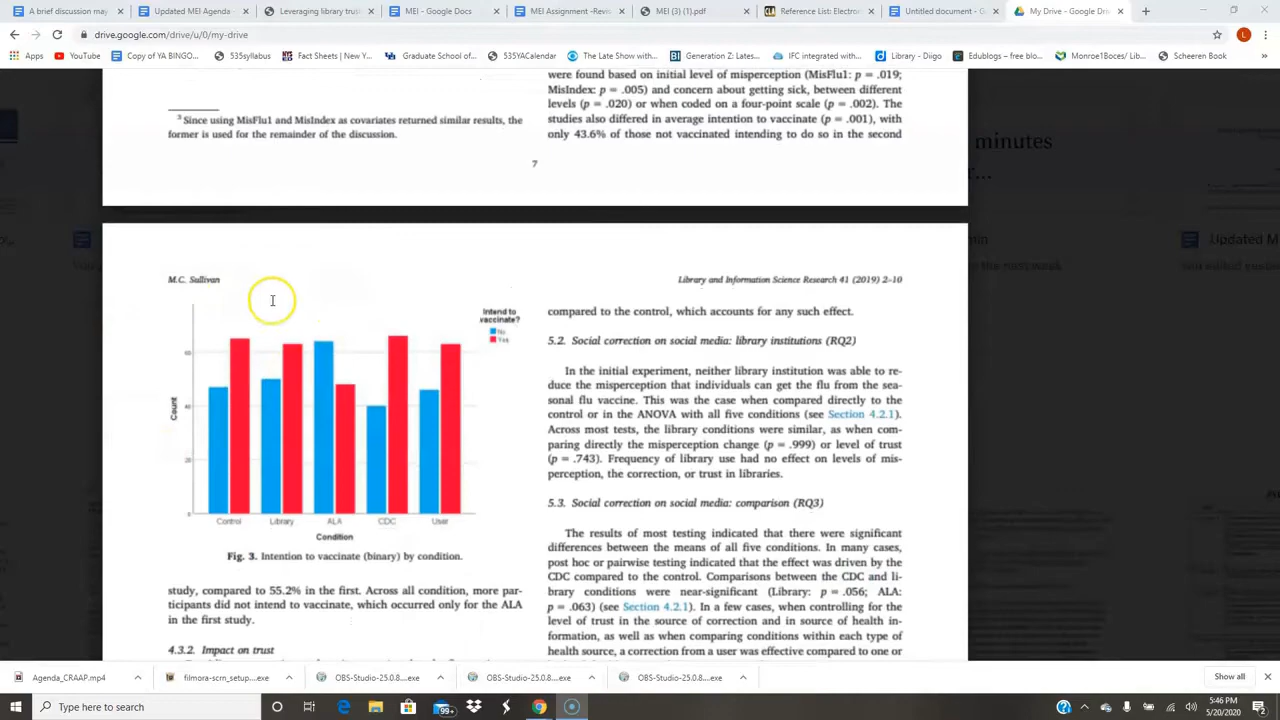 A brief discussion may
Updated MEI Agenda -
Leveraging library trus
MEI - Google Docs
MEI Assignment -Revis
MEI (3) (1).pdf
Reference List: Electron
Untitled document - G
My Drive - Google Driv
drive.google.com/drive/u/0/my-drive
Apps
YouTube
Copy of YA BINGO...
535syllabus
Fact Sheets | New Y...
Graduate School of...
535YACalendar
The Late Show with...
Generation Z: Lates...
IFC integrated with...
Library - Diigo
Edublogs – free blo...
Monroe1Boces/ Lib...
Scheeren Book
3 Since using MisFlu1 and MisIndex as covariates returned similar results, the
former is used for the remainder of the discussion.
were found based on initial level of misperception (MisFlu1: p = .019;
MisIndex: p = .005) and concern about getting sick, between different
levels (p = .020) or when coded on a four-point scale (p = .002). The
studies also differed in average intention to vaccinate (p = .001), with
only 43.6% of those not vaccinated intending to do so in the second
7
minutes
Updated M
M.C. Sullivan
Library and Information Science Research 41 (2019) 2–10
Intend to
vaccinate?
No
Yes
Count
60
40
20
0
Control
Library
ALA
CDC
User
Condition
Fig. 3. Intention to vaccinate (binary) by condition.
study, compared to 55.2% in the first. Across all condition, more par-
ticipants did not intend to vaccinate, which occurred only for the ALA
in the first study.
4.3.2. Impact on trust
compared to the control, which accounts for any such effect.
5.2. Social correction on social media: library institutions (RQ2)
In the initial experiment, neither library institution was able to re-
duce the misperception that individuals can get the flu from the sea-
sonal flu vaccine. This was the case when compared directly to the
control or in the ANOVA with all five conditions (see Section 4.2.1).
Across most tests, the library conditions were similar, as when com-
paring directly the misperception change (p = .999) or level of trust
(p = .743). Frequency of library use had no effect on levels of mis-
perception, the correction, or trust in libraries.
5.3. Social correction on social media: comparison (RQ3)
The results of most testing indicated that there were significant
differences between the means of all five conditions. In many cases,
post hoc or pairwise testing indicated that the effect was driven by the
CDC compared to the control. Comparisons between the CDC and li-
brary conditions were near-significant (Library: p = .056; ALA:
p = .063) (see Section 4.2.1). In a few cases, when controlling for the
level of trust in the source of correction and in source of health in-
formation, as well as when comparing conditions within each type of
health source, a correction from a user was effective compared to one or
Agenda_CRAAP.mp4
filmora-scrn_setup....exe
OBS-Studio-25.0.8....exe
OBS-Studio-25.0.8....exe
OBS-Studio-25.0.8....exe
Show all
Type here to search
99+
5:46 PM
5/20/2020